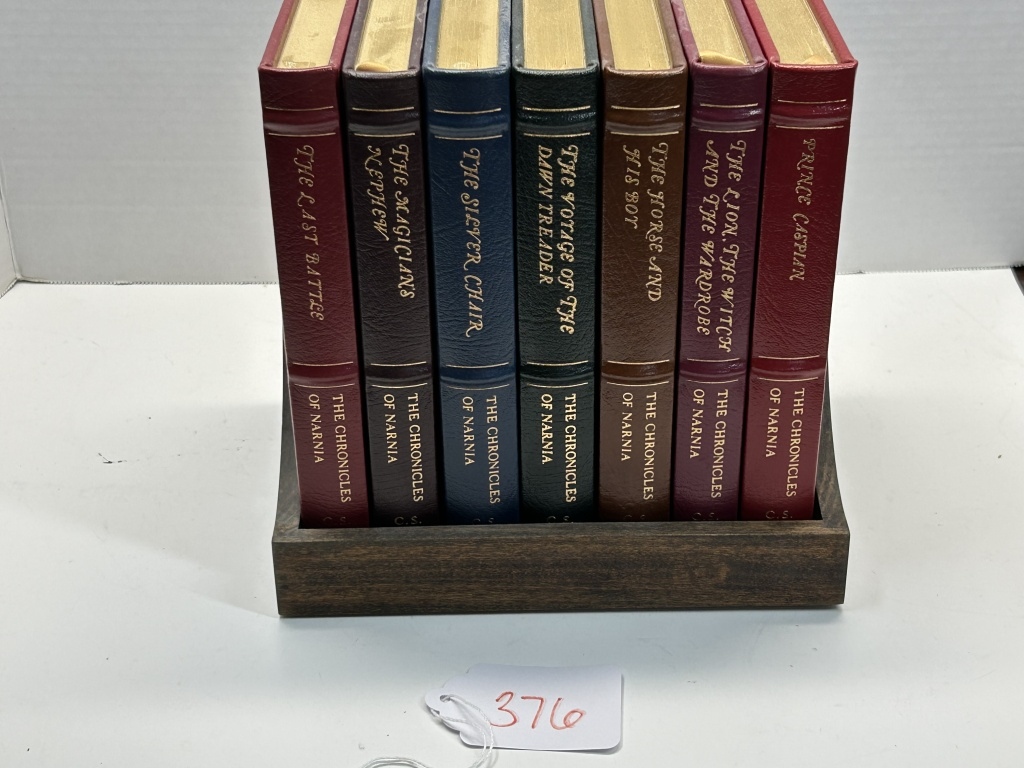 THE LAST BATTLE
THE CHRONICLES
OF NARNIA
C. S.
THE MAGICIANS
NEPHEW
THE CHRONICLES
OF NARNIA
C. S.
THE SILVER CHAIR
THE CHRONICLES
OF NARNIA
THE VOYAGE OF THE
DAWN TREADER
THE CHRONICLES
OF NARNIA
THE HORSE AND
HIS BOY
THE CHRONICLES
OF NARNIA
THE LION, THE WITCH
AND THE WARDROBE
THE CHRONICLES
OF NARNIA
C. S.
PRINCE CASPIAN
THE CHRONICLES
OF NARNIA
C. S.
376